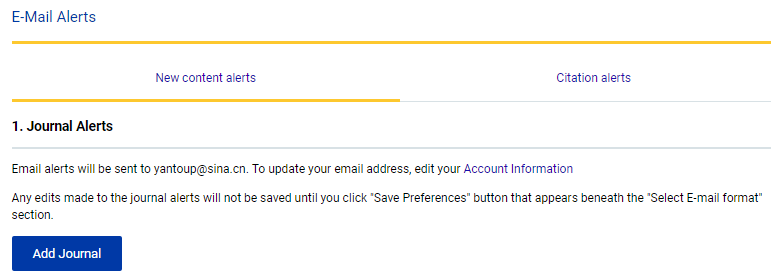 E-Mail Alerts
New content alerts
Citation alerts
1. Journal Alerts
Email alerts will be sent to yantoup@sina.cn. To update your email address, edit your Account Information
Any edits made to the journal alerts will not be saved until you click "Save Preferences" button that appears beneath the "Select E-mail format"
section.
Add Journal